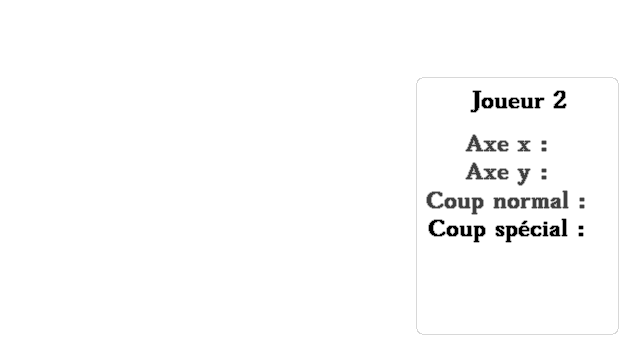 Joueur 2
Axe x :
Axe y :
Coup normal :
Coup spécial :